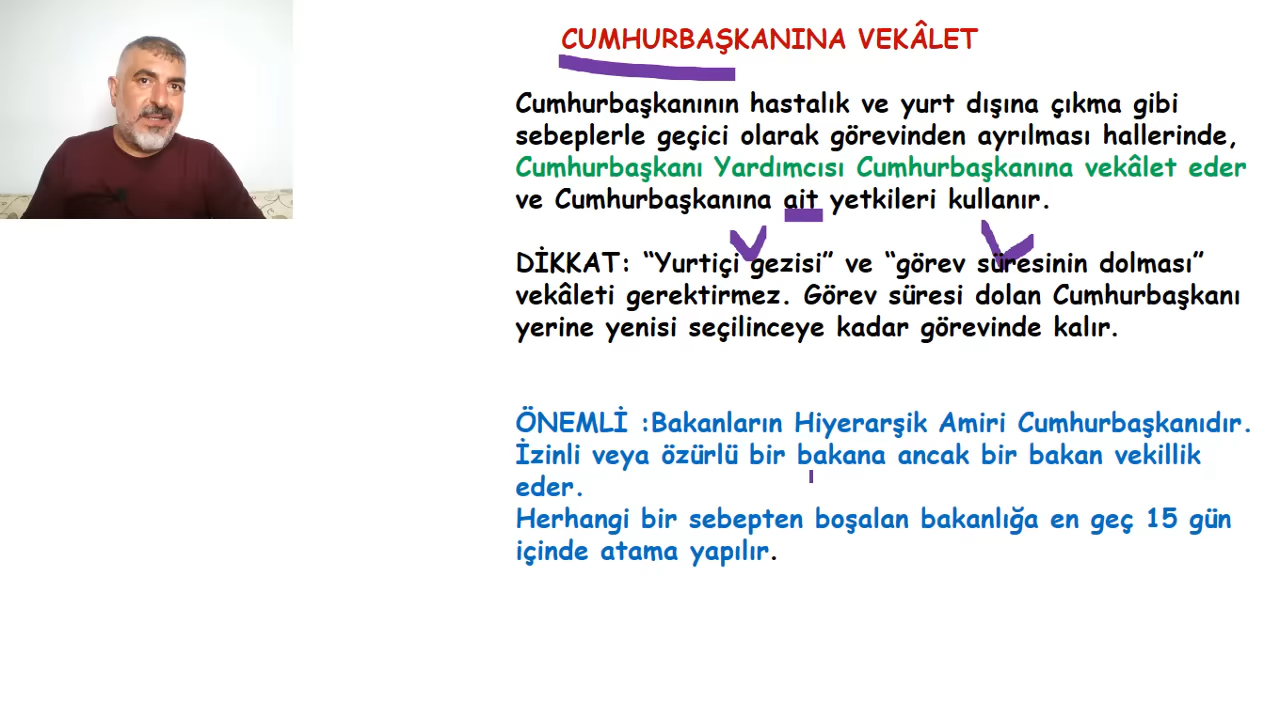 CUMHURBAŞKANINA VEKÂLET
Cumhurbaşkanının hastalık ve yurt dışına çıkma gibi
sebeplerle geçici olarak görevinden ayrılması hallerinde,
Cumhurbaşkanı Yardımcısı Cumhurbaşkanına vekâlet eder
ve Cumhurbaşkanına ait yetkileri kullanır.
DİKKAT: “Yurtiçi gezisi” ve “görev süresinin dolması”
vekâleti gerektirmez. Görev süresi dolan Cumhurbaşkanı
yerine yenisi seçilinceye kadar görevinde kalır.
ÖNEMLİ :Bakanların Hiyerarşik Amiri Cumhurbaşkanıdır.
İzinli veya özürlü bir bakana ancak bir bakan vekillik
eder.
Herhangi bir sebepten boşalan bakanlığa en geç 15 gün
içinde atama yapılır.